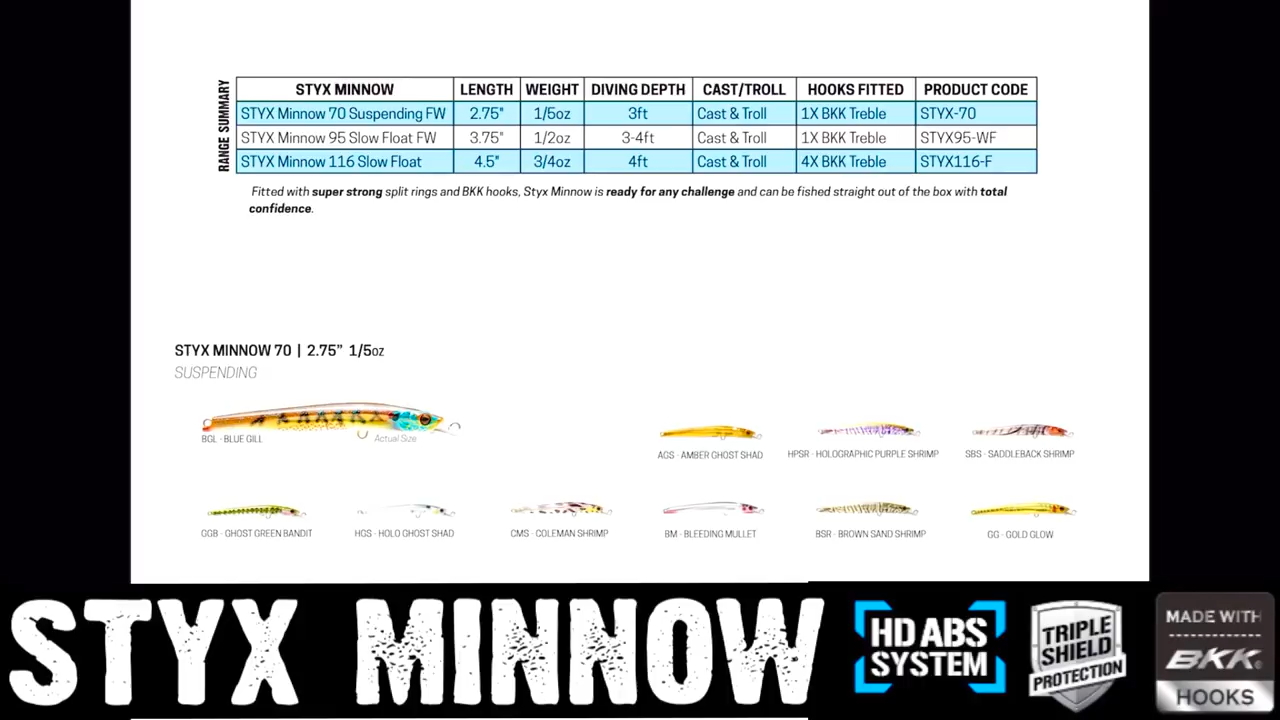 RANGE SUMMARY
STYX MINNOW LENGTH WEIGHT DIVING DEPTH CAST/TROLL HOOKS FITTED PRODUCT CODE
STYX Minnow 70 Suspending FW 2.75" 1/5oz 3ft Cast & Troll 1X BKK Treble STYX-70
STYX Minnow 95 Slow Float FW 3.75" 1/2oz 3-4ft Cast & Troll 1X BKK Treble STYX95-WF
STYX Minnow 116 Slow Float 4.5" 3/4oz 4ft Cast & Troll 4X BKK Treble STYX116-F
Fitted with super strong split rings and BKK hooks, Styx Minnow is ready for any challenge and can be fished straight out of the box with total
confidence.
STYX MINNOW 70 | 2.75” 1/5oz
SUSPENDING
BGL - BLUE GILL
Actual Size
AGS - AMBER GHOST SHAD
HPSR - HOLOGRAPHIC PURPLE SHRIMP
SBS - SADDLEBACK SHRIMP
GGB - GHOST GREEN BANDIT
HGS - HOLO GHOST SHAD
CMS - COLEMAN SHRIMP
BM - BLEEDING MULLET
BSR - BROWN SAND SHRIMP
GG - GOLD GLOW
STYX MINNOW
HD ABS
SYSTEM
TRIPLE
SHIELD
PROTECTION
MADE WITH
BKK
HOOKS